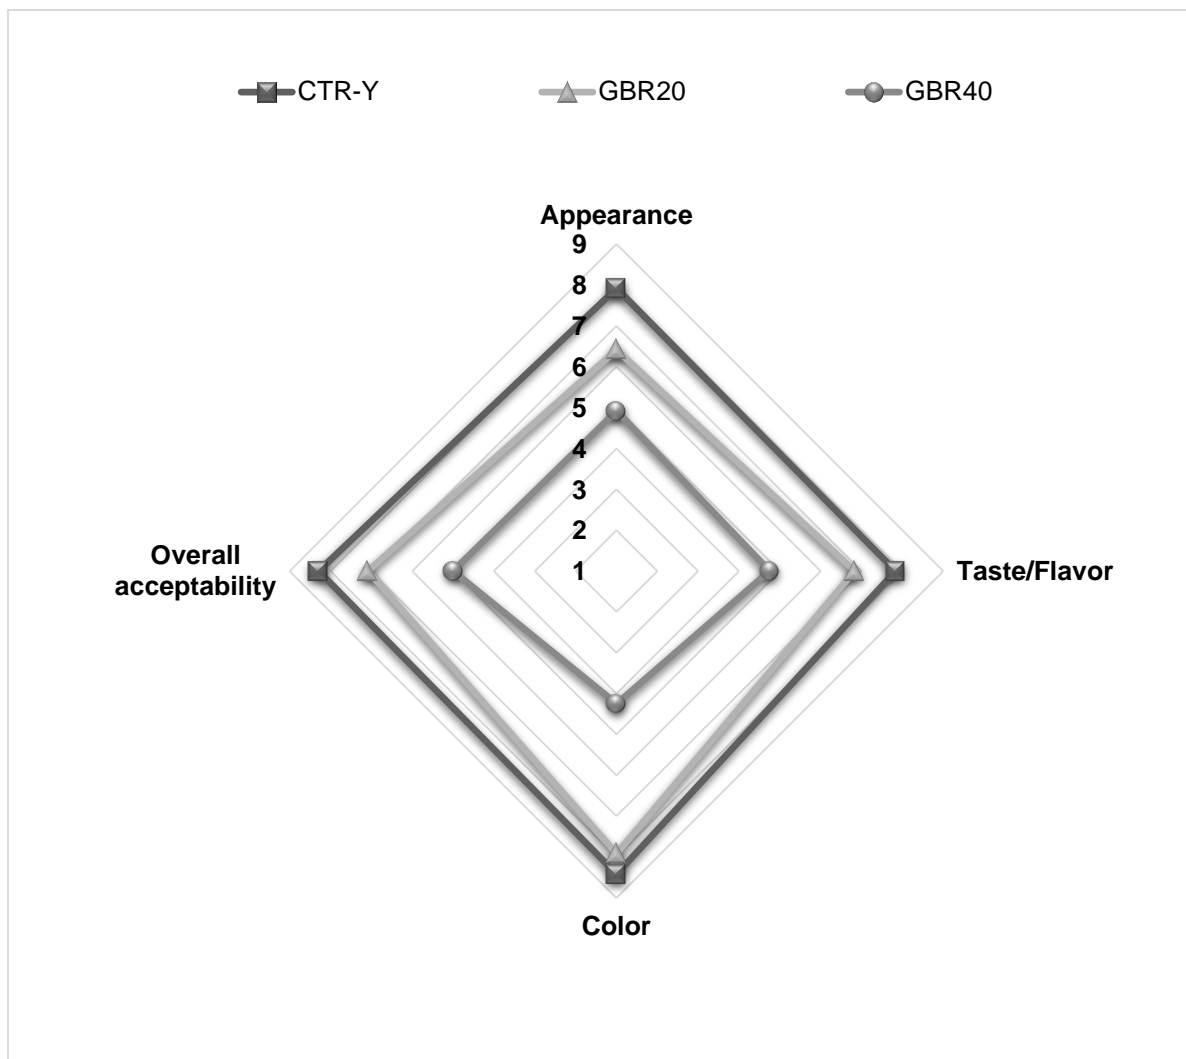 CTR-Y GBR20 GBR40
Appearance
9
8
7
6
5
4
3
2
1
Overall
acceptability
Taste/Flavor
Color